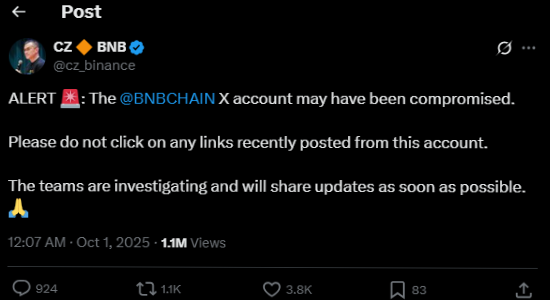 ← Post
CZ 🔶 BNB
@cz_binance
ALERT 🚨: The @BNBCHAIN X account may have been compromised.
Please do not click on any links recently posted from this account.
The teams are investigating and will share updates as soon as possible.
🙏
12:07 AM · Oct 1, 2025 · 1.1M Views
924 1.1K 3.8K 83